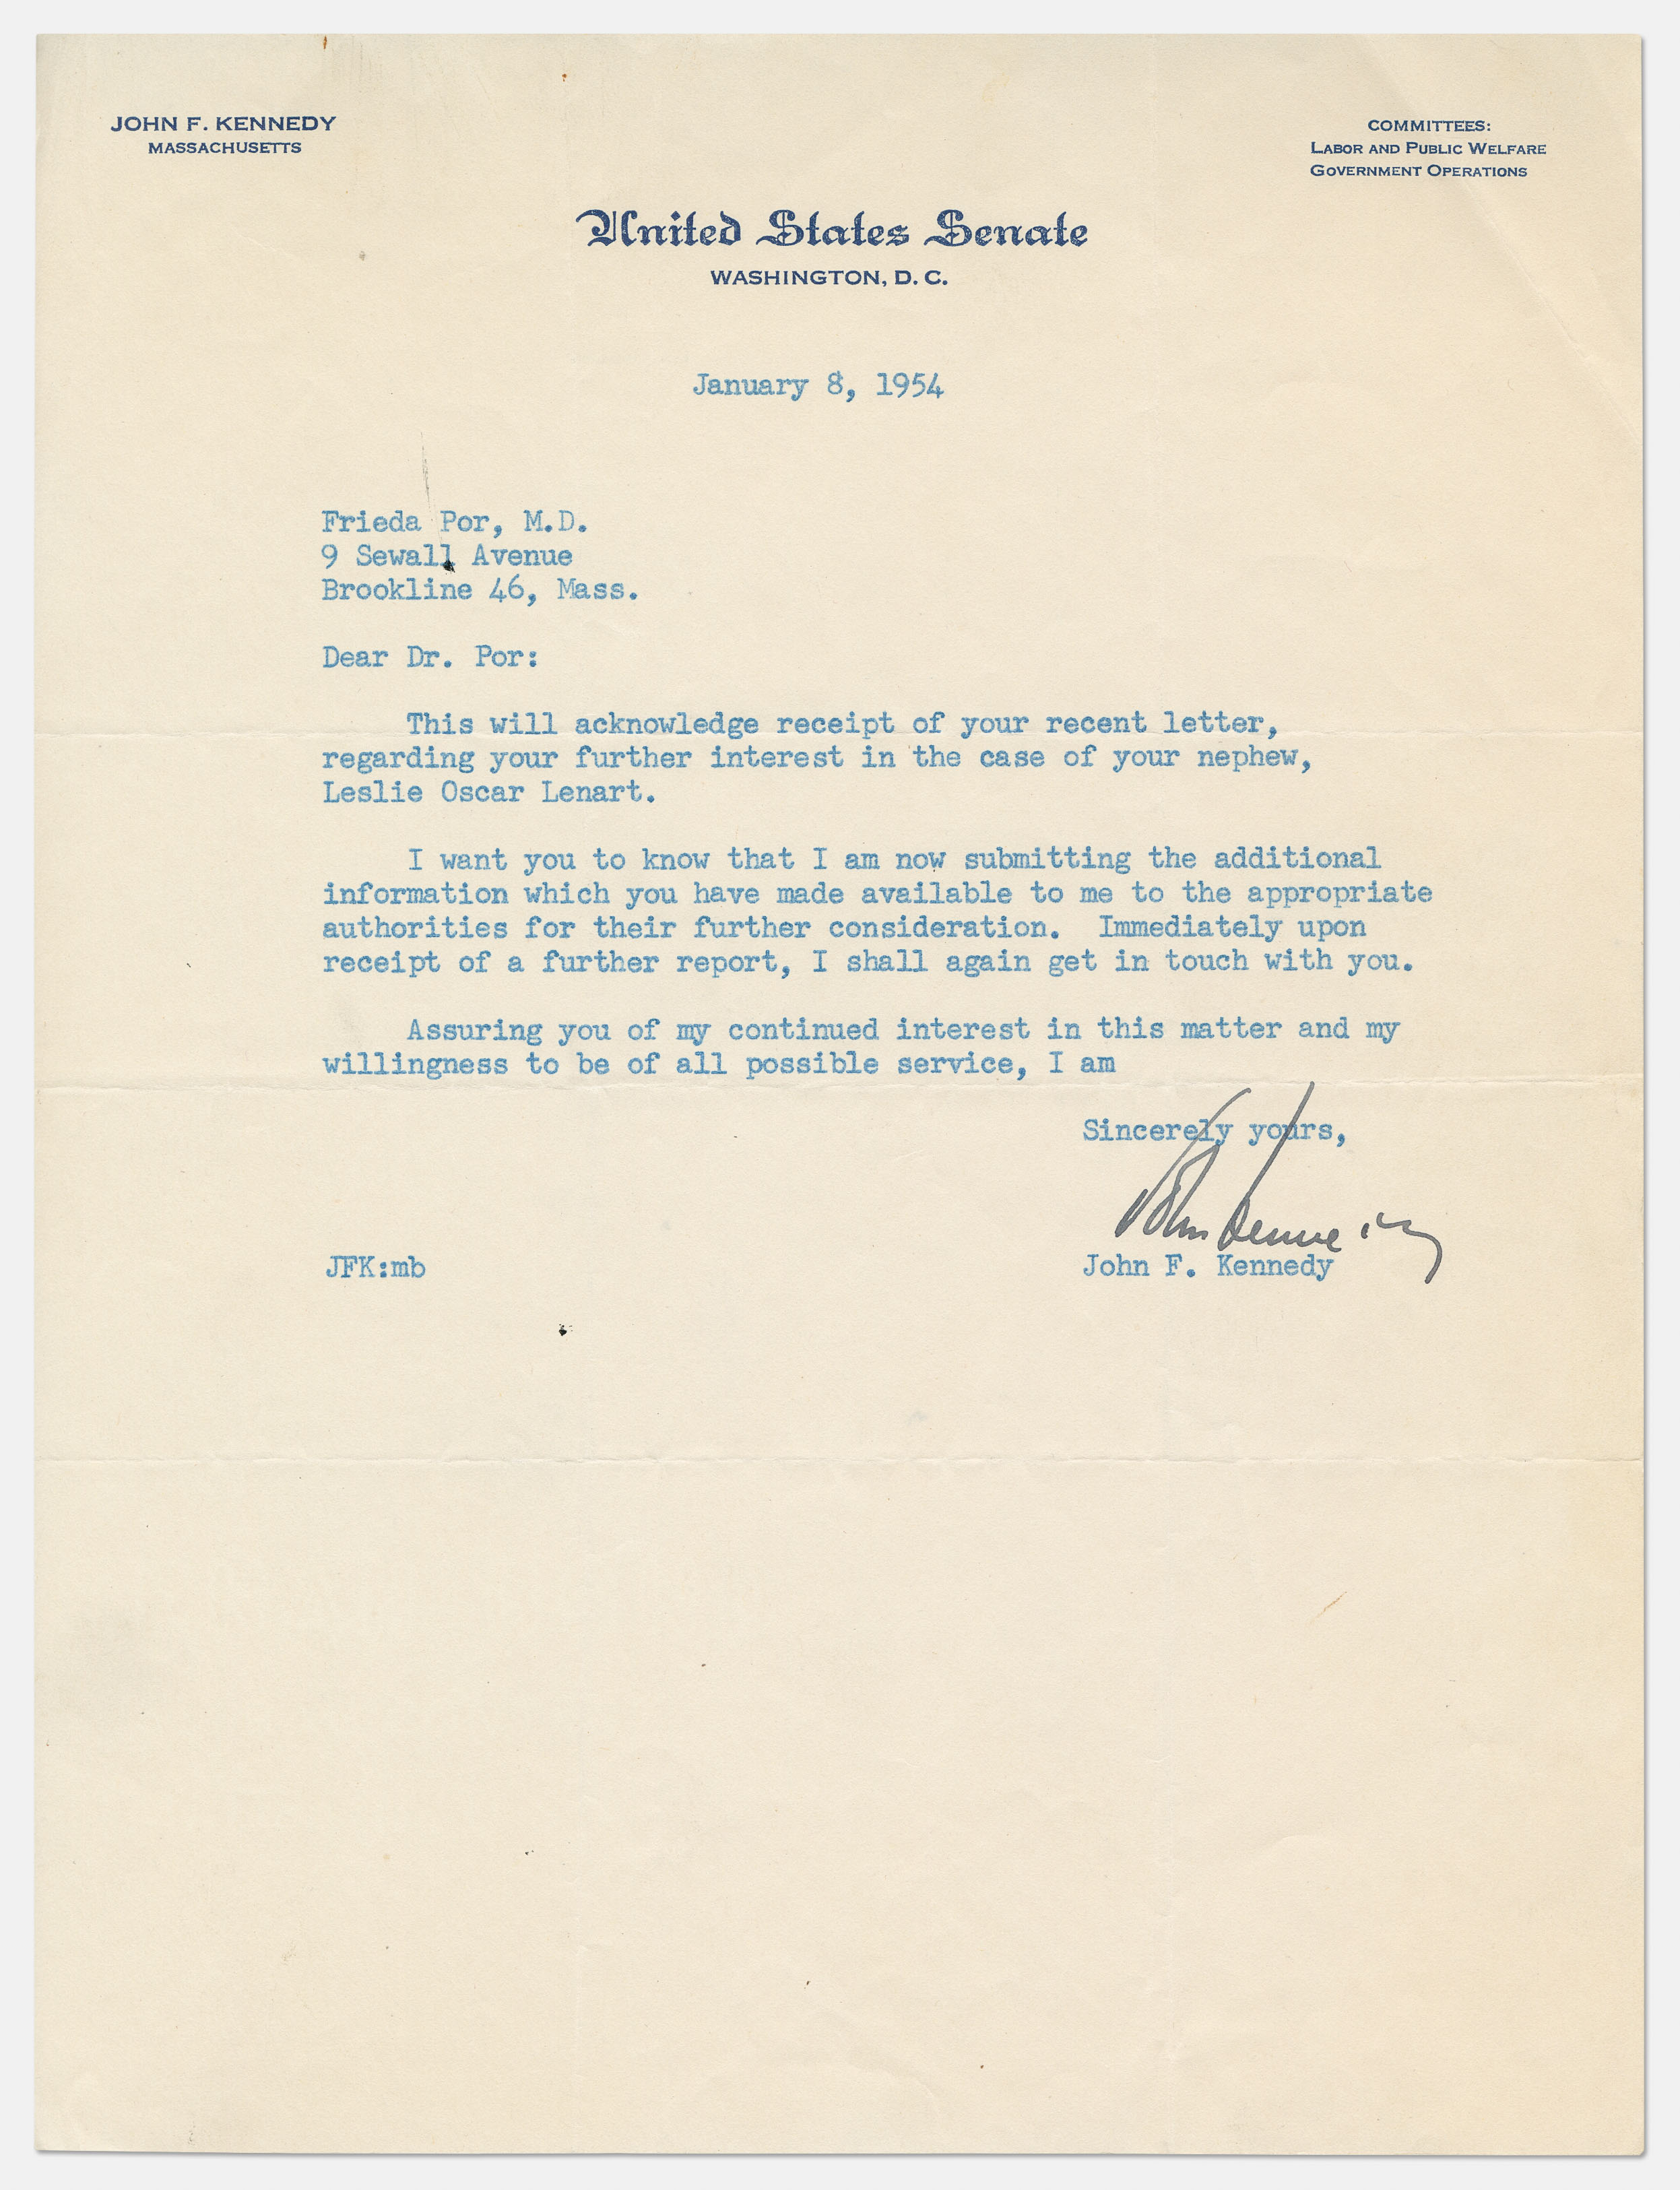 JOHN F. KENNEDY
MASSACHUSETTS
COMMITTEES:
LABOR AND PUBLIC WELFARE
GOVERNMENT OPERATIONS
United States Senate
WASHINGTON, D. C.
January 8, 1954
Frieda Por, M.D.
9 Sewall Avenue
Brookline 46, Mass.
Dear Dr. Por:
This will acknowledge receipt of your recent letter,
regarding your further interest in the case of your nephew,
Leslie Oscar Lenart.
I want you to know that I am now submitting the additional
information which you have made available to me to the appropriate
authorities for their further consideration.  Immediately upon
receipt of a further report, I shall again get in touch with you.
Assuring you of my continued interest in this matter and my
willingness to be of all possible service, I am
Sincerely yours,
John Kennedy
John F. Kennedy
JFK:mb